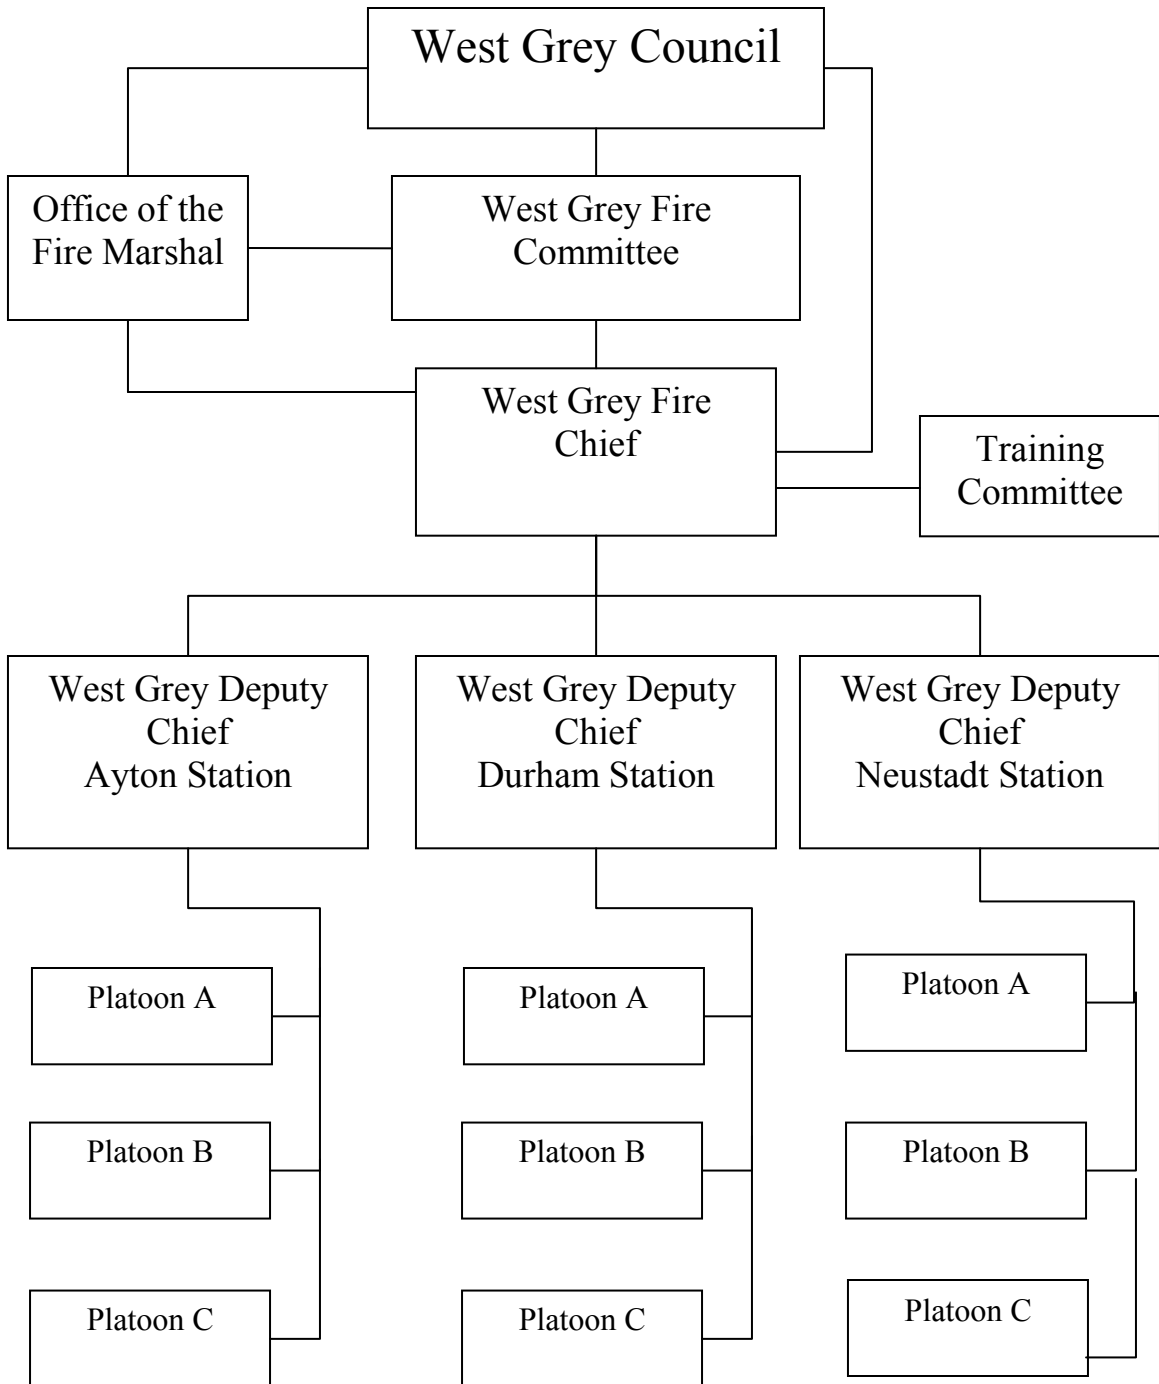 West Grey Council
Office of the
Fire Marshal
West Grey Fire
Committee
West Grey Fire
Chief
Training
Committee
West Grey Deputy
Chief
Ayton Station
West Grey Deputy
Chief
Durham Station
West Grey Deputy
Chief
Neustadt Station
Platoon A
Platoon A
Platoon A
Platoon B
Platoon B
Platoon B
Platoon C
Platoon C
Platoon C